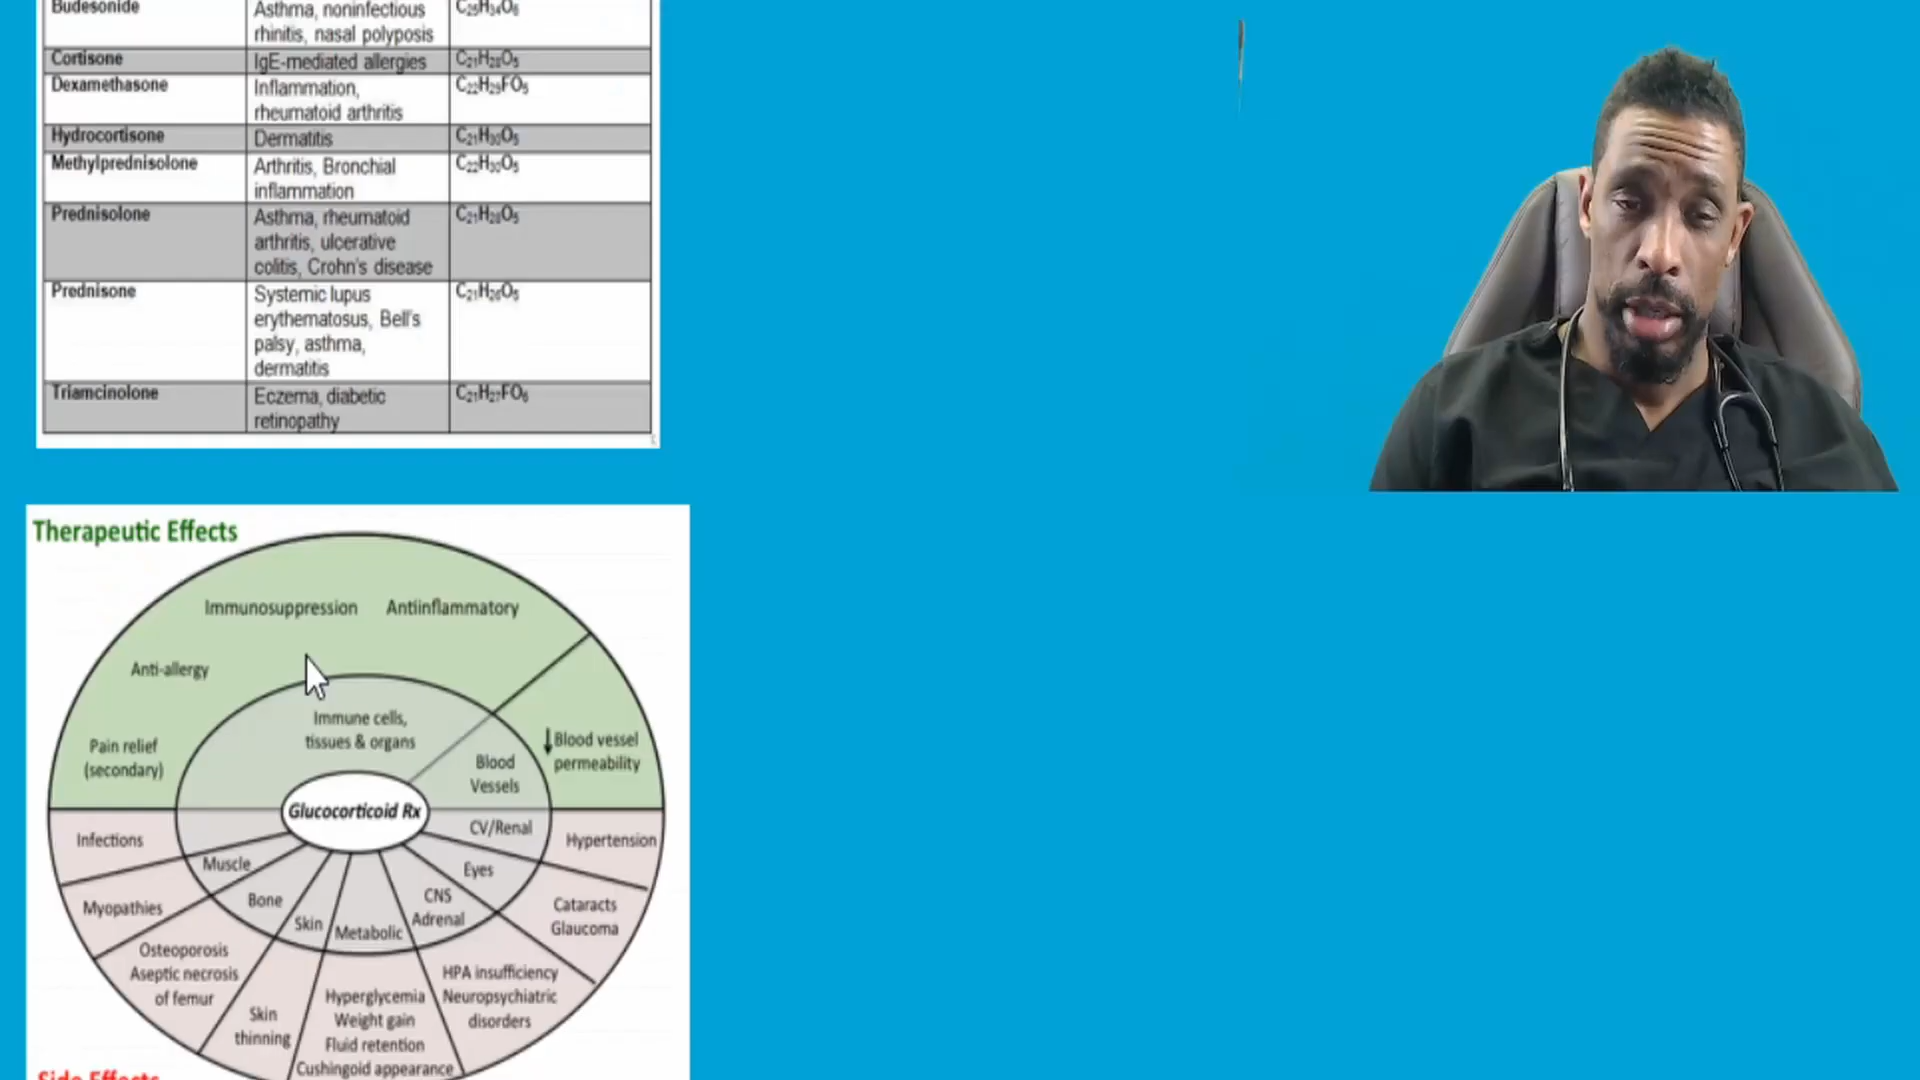 Budesonide Asthma, noninfectious C₂₅H₃₄O₆
rhinitis, nasal polyposis
Cortisone IgE-mediated allergies C₂₁H₂₈O₅
Dexamethasone Inflammation, C₂₂H₂₉FO₅
rheumatoid arthritis
Hydrocortisone Dermatitis C₂₁H₃₀O₅
Methylprednisolone Arthritis, Bronchial C₂₂H₃₀O₅
inflammation
Prednisolone Asthma, rheumatoid C₂₁H₂₈O₅
arthritis, ulcerative
colitis, Crohn's disease
Prednisone Systemic lupus C₂₁H₂₆O₅
erythematosus, Bell's
palsy, asthma,
dermatitis
Triamcinolone Eczema, diabetic C₂₁H₂₇FO₆
retinopathy
Therapeutic Effects
Immunosuppression Antiinflammatory
Anti-allergy
Pain relief
(secondary)
Immune cells,
tissues & organs
Blood
Vessels
↓Blood vessel
permeability
Glucocorticoid Rx
Infections
CV/Renal
Hypertension
Muscle
Eyes
Myopathies
Bone
CNS
Adrenal
Cataracts
Glaucoma
Skin
Metabolic
Osteoporosis
Aseptic necrosis
of femur
HPA insufficiency
Neuropsychiatric
disorders
Skin
thinning
Hyperglycemia
Weight gain
Fluid retention
Cushingoid appearance
Side Effects